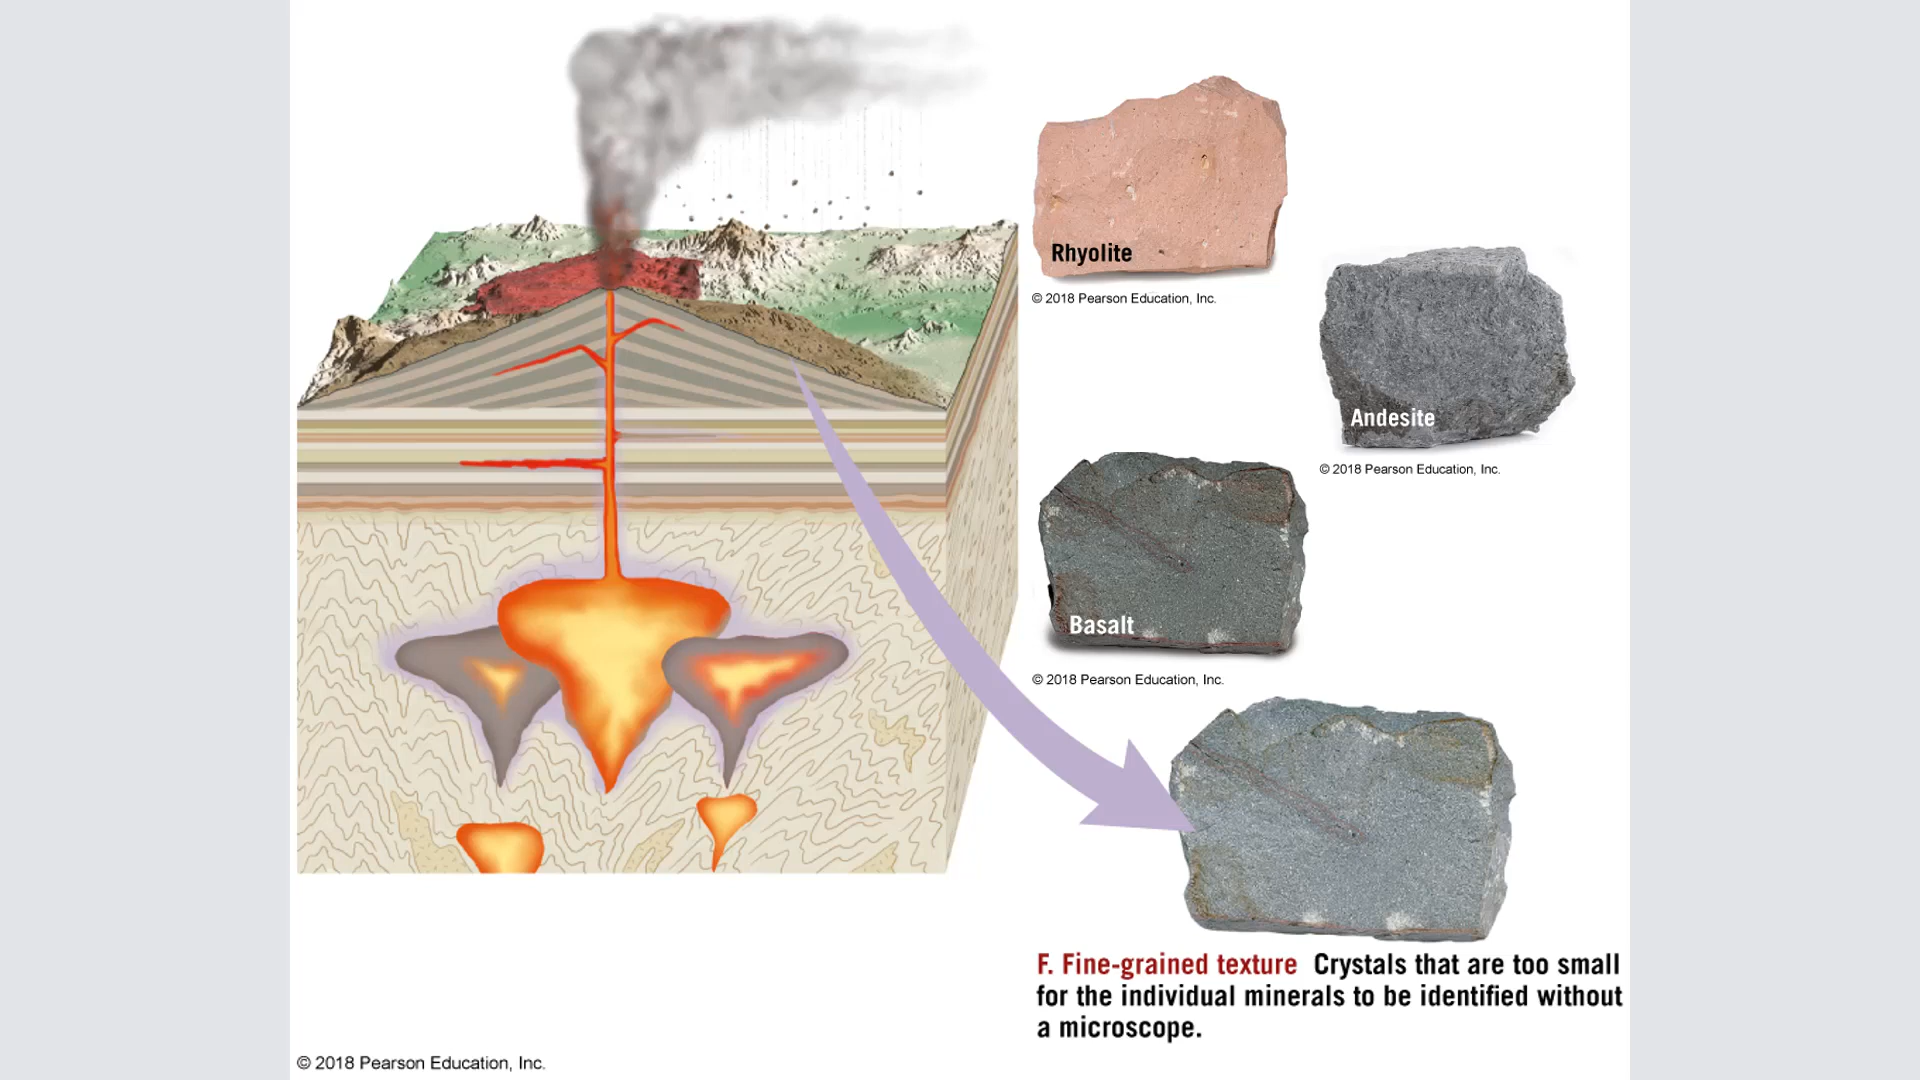 Rhyolite
© 2018 Pearson Education, Inc.
Andesite
© 2018 Pearson Education, Inc.
Basalt
© 2018 Pearson Education, Inc.
F. Fine-grained texture Crystals that are too small
for the individual minerals to be identified without
a microscope.
© 2018 Pearson Education, Inc.